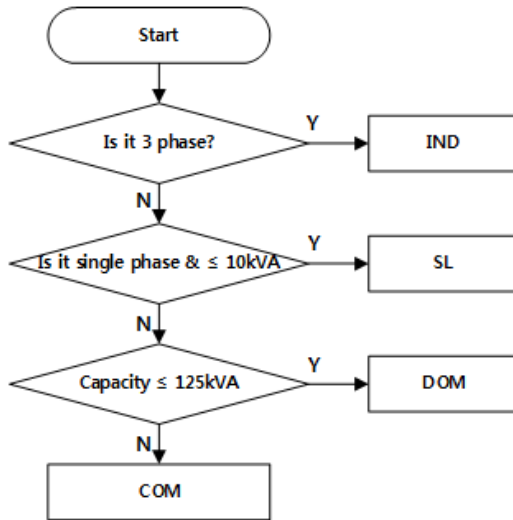 Start
Is it 3 phase?
Y
IND
N
Is it single phase & ≤ 10kVA
Y
SL
N
Capacity ≤ 125kVA
Y
DOM
N
COM